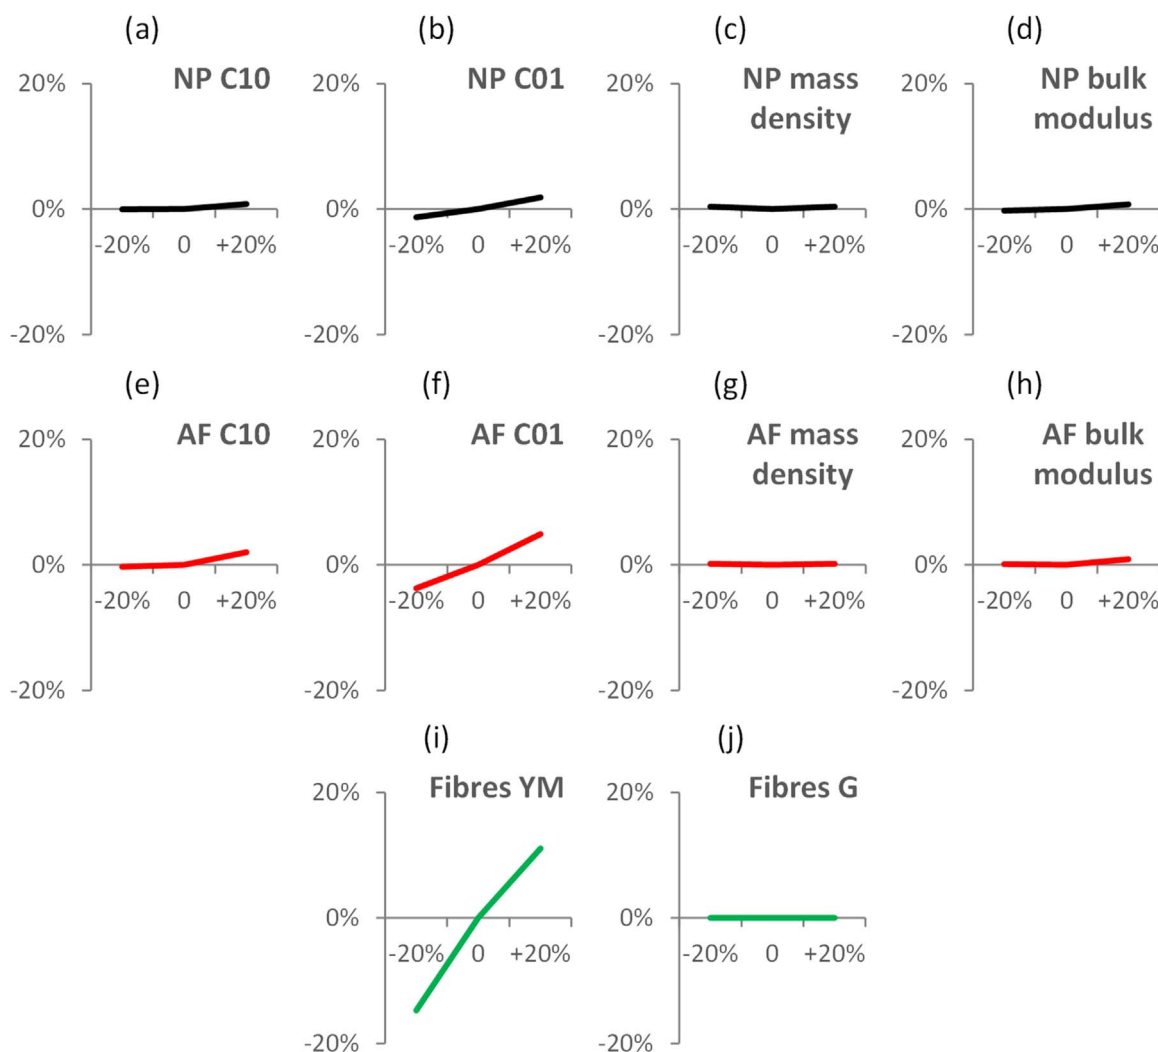 (a)
NP C10
20%
0%
-20% 0 +20%
-20%
(b)
NP C01
20%
0%
-20% 0 +20%
-20%
(c)
NP mass
density
20%
0%
-20% 0 +20%
-20%
(d)
NP bulk
modulus
20%
0%
-20% 0 +20%
-20%
(e)
AF C10
20%
0%
-20% 0 +20%
-20%
(f)
AF C01
20%
0%
-20% 0 +20%
-20%
(g)
AF mass
density
20%
0%
-20% 0 +20%
-20%
(h)
AF bulk
modulus
20%
0%
-20% 0 +20%
-20%
(i)
Fibres YM
20%
0%
-20% 0 +20%
-20%
(j)
Fibres G
20%
0%
-20% 0 +20%
-20%